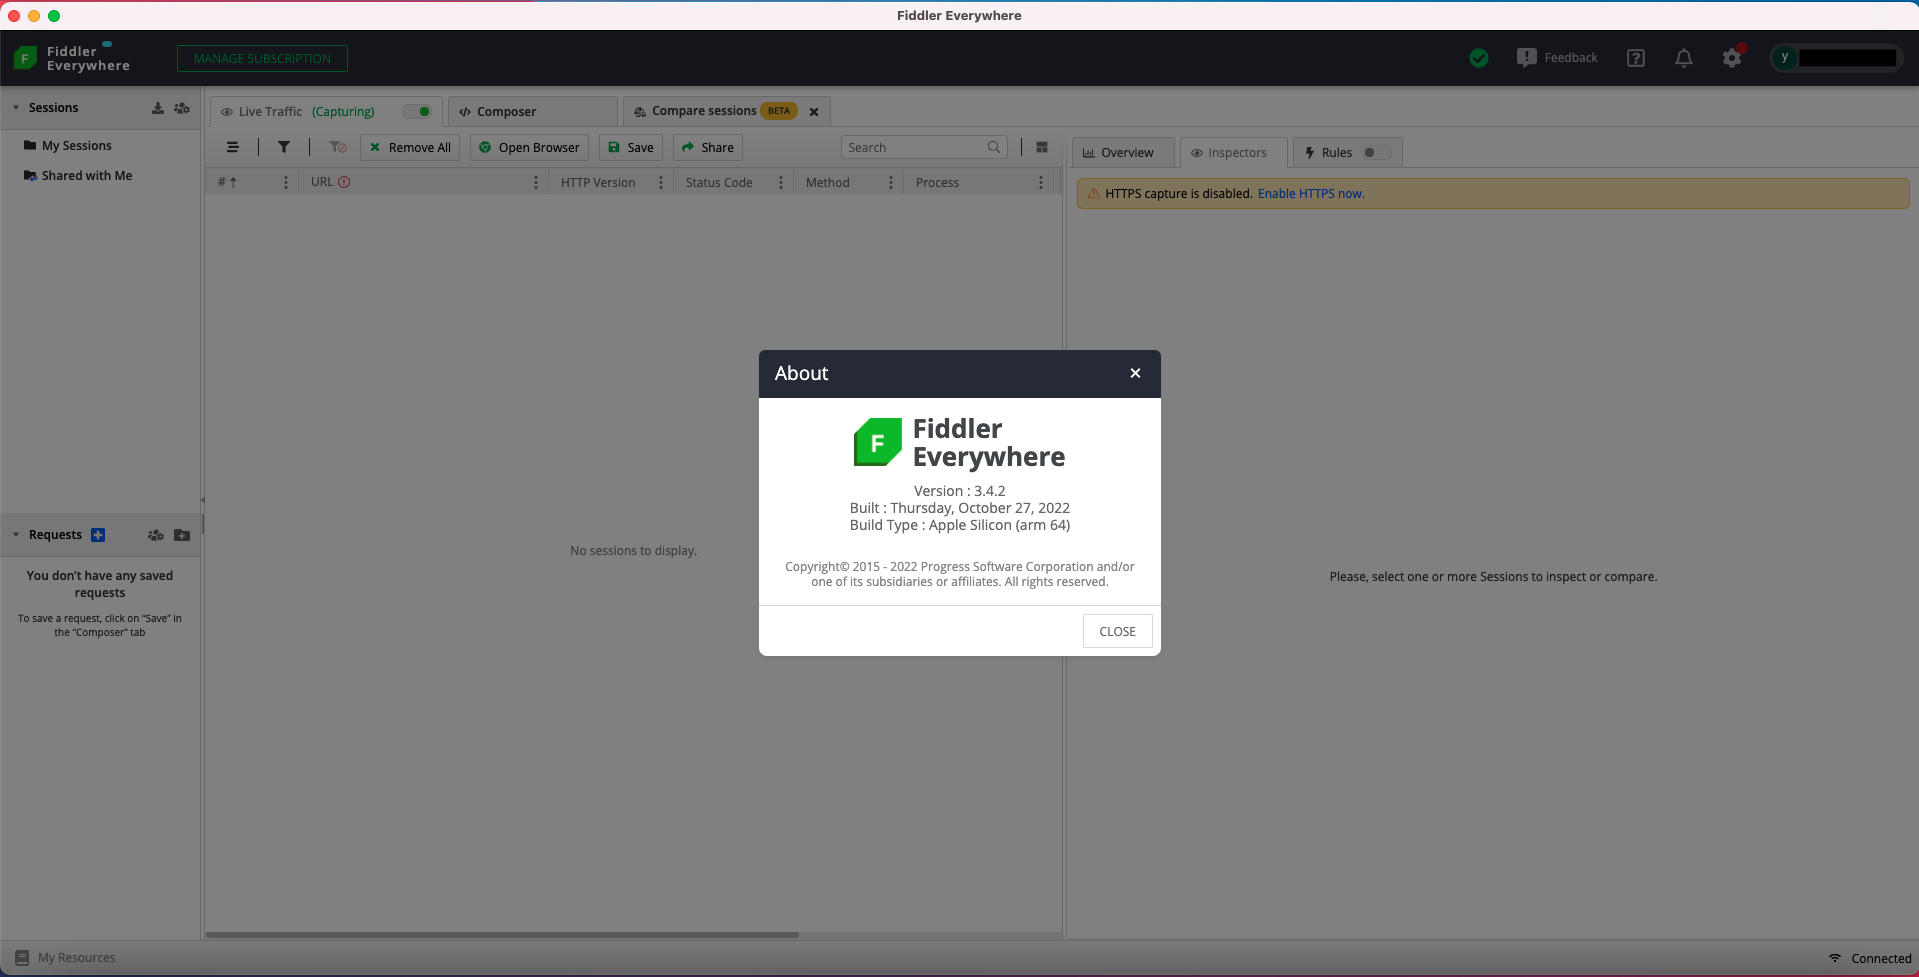 Fiddler Everywhere
Fiddler
Everywhere
MANAGE SUBSCRIPTION
Feedback
y
Sessions
My Sessions
Shared with Me
Live Traffic (Capturing)
Composer
Compare sessions BETA
Remove All
Open Browser
Save
Share
Search
Overview
Inspectors
Rules
#
URL
HTTP Version
Status Code
Method
Process
HTTPS capture is disabled. Enable HTTPS now.
About
F
Fiddler
Everywhere
Version : 3.4.2
Built : Thursday, October 27, 2022
Build Type : Apple Silicon (arm 64)
Copyright© 2015 - 2022 Progress Software Corporation and/or
one of its subsidiaries or affiliates. All rights reserved.
CLOSE
No sessions to display.
Please, select one or more Sessions to inspect or compare.
Requests
You don’t have any saved
requests
To save a request, click on “Save” in
the “Composer” tab
My Resources
Connected